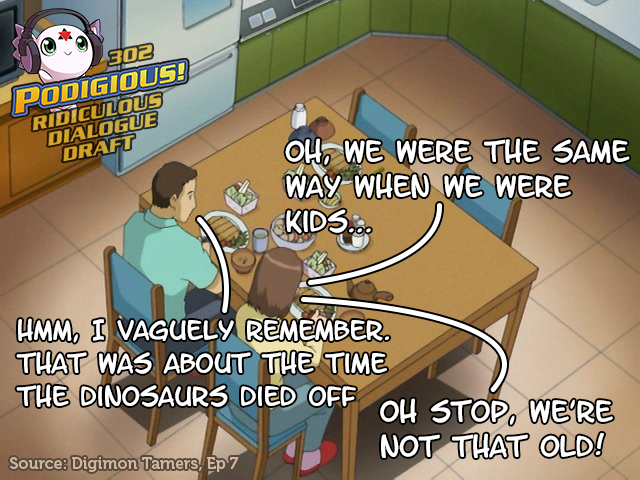 302
PODIGIOUS!
RIDICULOUS
DIALOGUE
DRAFT
OH, WE WERE THE SAME
WAY WHEN WE WERE
KIDS...
HMM, I VAGUELY REMEMBER.
THAT WAS ABOUT THE TIME
THE DINOSAURS DIED OFF
OH STOP, WE'RE
NOT THAT OLD!
Source: Digimon Tamers, Ep 7